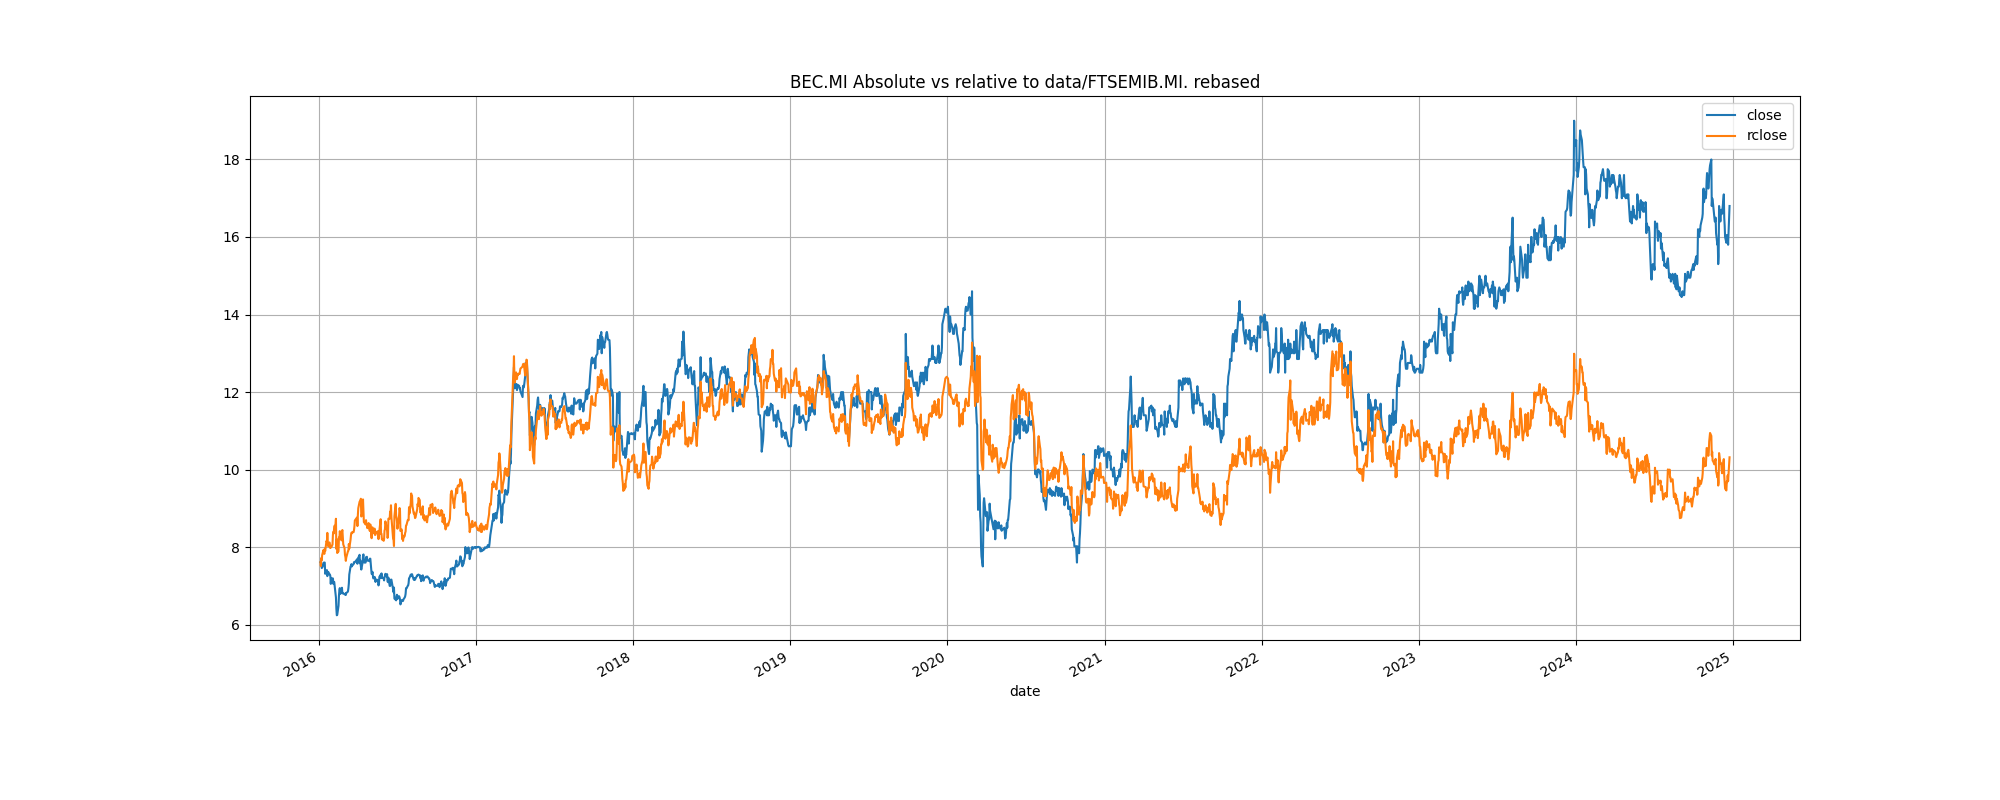 BEC.MI Absolute vs relative to data/FTSEMIB.MI. rebased
close
rclose
18
16
14
12
10
8
6
2016 2017 2018 2019 2020 2021 2022 2023 2024 2025
date